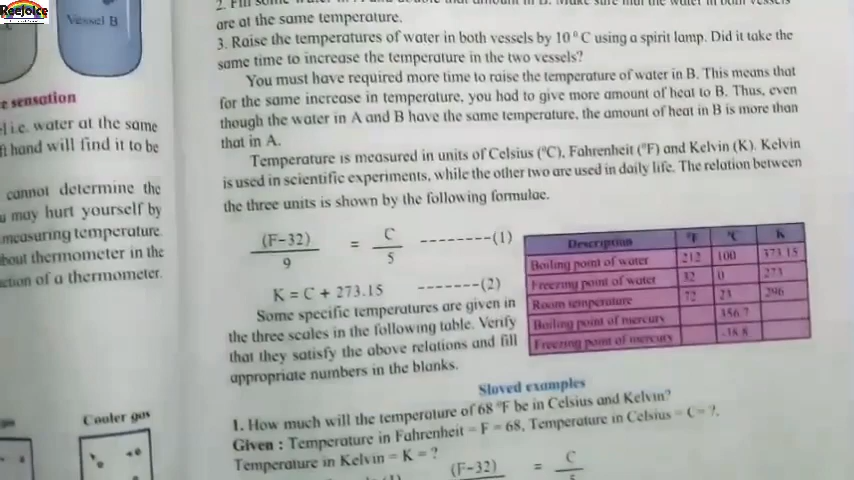 Reejoice
Vessel B
e sensation
i.e. water at the same
hand will find it to be
cannot determine the
may hurt yourself by
measuring temperature.
thermometer in the
of a thermometer.
Cooler gas
are at the same temperature.
3. Raise the temperatures of water in both vessels by 10 ⁰ C using a spirit lamp. Did it take the
same time to increase the temperature in the two vessels?
You must have required more time to raise the temperature of water in B. This means that
for the same increase in temperature, you had to give more amount of heat to B. Thus, even
though the water in A and B have the same temperature, the amount of heat in B is more than
that in A.
Temperature is measured in units of Celsius (⁰C), Fahrenheit (⁰F) and Kelvin (K). Kelvin
is used in scientific experiments, while the other two are used in daily life. The relation between
the three units is shown by the following formulae.
(F-32) / 9 = C / 5 --------(1)
K = C + 273.15 -------(2)
Some specific temperatures are given in
the three scales in the following table. Verify
that they satisfy the above relations and fill
appropriate numbers in the blanks.
Description ⁰F ⁰C K
Boiling point of water 212 100 373.15
Freezing point of water 32 0 273
Room temperature 72 23 296
Boiling point of mercury 356.7
Freezing point of mercury -38.8
Sloved examples
1. How much will the temperature of 68 ⁰F be in Celsius and Kelvin?
Given : Temperature in Fahrenheit = F = 68, Temperature in Celsius = C = ?,
Temperature in Kelvin = K = ?
(F-32) = C